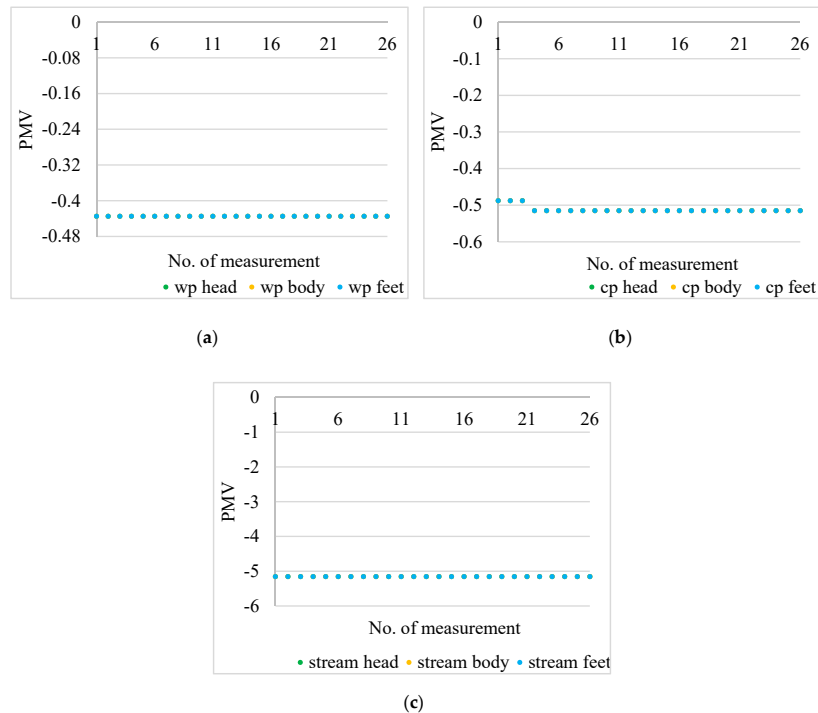 0
1 6 11 16 21 26
-0.08
-0.16
-0.24
-0.32
-0.4
-0.48
PMV
No. of measurement
wp head wp body wp feet
(a)
0
1 6 11 16 21 26
-0.1
-0.2
-0.3
-0.4
-0.5
-0.6
PMV
No. of measurement
cp head cp body cp feet
(b)
0
1 6 11 16 21 26
-1
-2
-3
-4
-5
-6
PMV
No. of measurement
stream head stream body stream feet
(c)